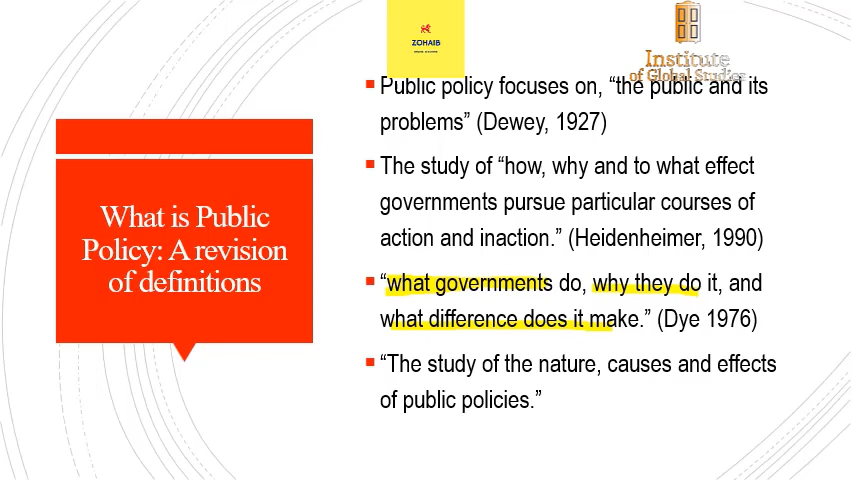 ZOHAIB
Institute
of Global Studies
Public policy focuses on, “the public and its
problems” (Dewey, 1927)
The study of “how, why and to what effect
governments pursue particular courses of
action and inaction.” (Heidenheimer, 1990)
What is Public
Policy: A revision
of definitions
“what governments do, why they do it, and
what difference does it make.” (Dye 1976)
“The study of the nature, causes and effects
of public policies.”